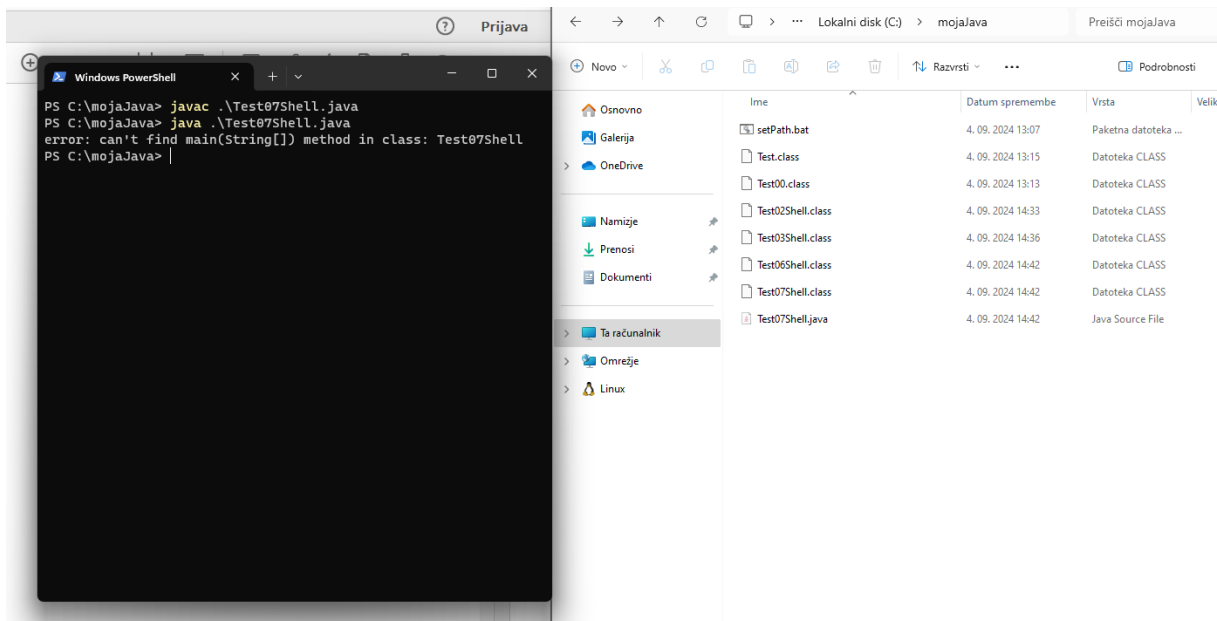 Prijava
Windows PowerShell
PS C:\mojaJava> javac .\Test07Shell.java
PS C:\mojaJava> java .\Test07Shell.java
error: can't find main(String[]) method in class: Test07Shell
PS C:\mojaJava>
Lokalni disk (C:) > mojaJava
Preišči mojaJava
Novo
Razvrsti
Podrobnosti
Osnovno
Galerija
OneDrive
Namizje
Prenosi
Dokumenti
Ta računalnik
Omrežje
Linux
Ime Datum spremembe Vrsta Velik
setPath.bat 4. 09. 2024 13:07 Paketna datoteka ...
Test.class 4. 09. 2024 13:15 Datoteka CLASS
Test00.class 4. 09. 2024 13:13 Datoteka CLASS
Test02Shell.class 4. 09. 2024 14:33 Datoteka CLASS
Test03Shell.class 4. 09. 2024 14:36 Datoteka CLASS
Test06Shell.class 4. 09. 2024 14:42 Datoteka CLASS
Test07Shell.class 4. 09. 2024 14:42 Datoteka CLASS
Test07Shell.java 4. 09. 2024 14:42 Java Source File